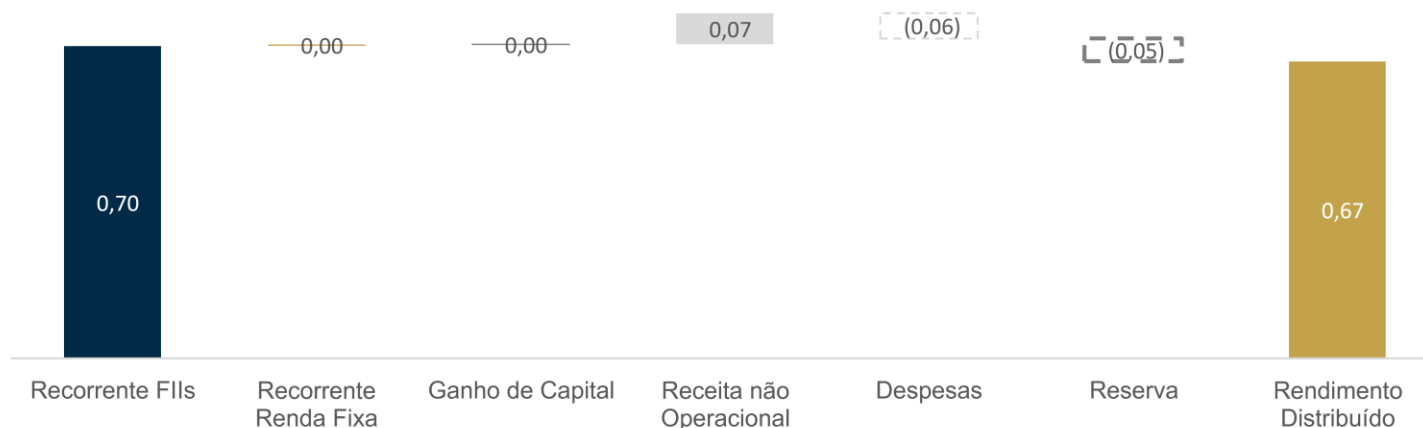 0,00
0,00
0,07
(0,06)
(0,05)
0,70
0,67
Recorrente FIIs
Recorrente
Renda Fixa
Ganho de Capital
Receita não
Operacional
Despesas
Reserva
Rendimento
Distribuído